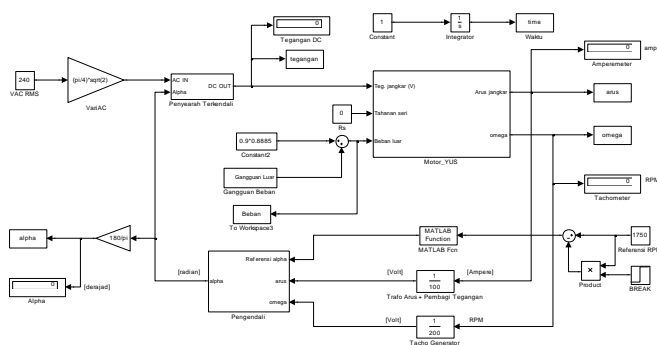 0
Tegangan DC
tegangan
1
Constant
1
s
Integrator
time
Waktu
0
Amperemeter
amp
240
VAC RMS
(pi/4)*sqrt(2)
VariAC
AC IN
Alpha
DC OUT
Penyearah Terkendali
Teg. jangkar (V)
Tahanan seri
Beban luar
Arus jangkar
omega
Motor_YUS
arus
omega
0
Rs
0.9*0.8885
Constant2
Gangguan Luar
Gangguan Beban
Beban
To Workspace3
0
Tachometer
RPM
alpha
180/pi
0
Alpha
[derajad]
[radian]
Referensi alpha
alpha
arus
omega
Pengendali
MATLAB
Function
MATLAB Fcn
1750
Referensi RPM
Product
BREAK
[Volt]
1
100
[Ampere]
Trafo Arus + Pembagi Tegangan
[Volt]
1
200
RPM
Tacho Generator